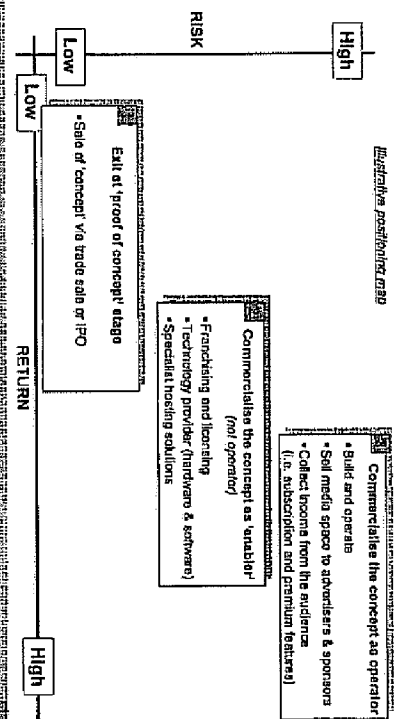 Illustrative positioning map
High
RISK
Low
Low
RETURN
High
Commercialise the concept as operator
▪ Build and operate
▪ Sell media space to advertisers & sponsors
▪ Collect income from the audience
(i.e. subscription and premium features)
Commercialise the concept as 'enabler'
(not operator)
▪ Franchising and licensing
▪ Technology provider (hardware & software)
▪ Specialist hosting solutions
Exit at 'proof of concept' stage
▪ Sale of 'concept' via trade sale or IPO